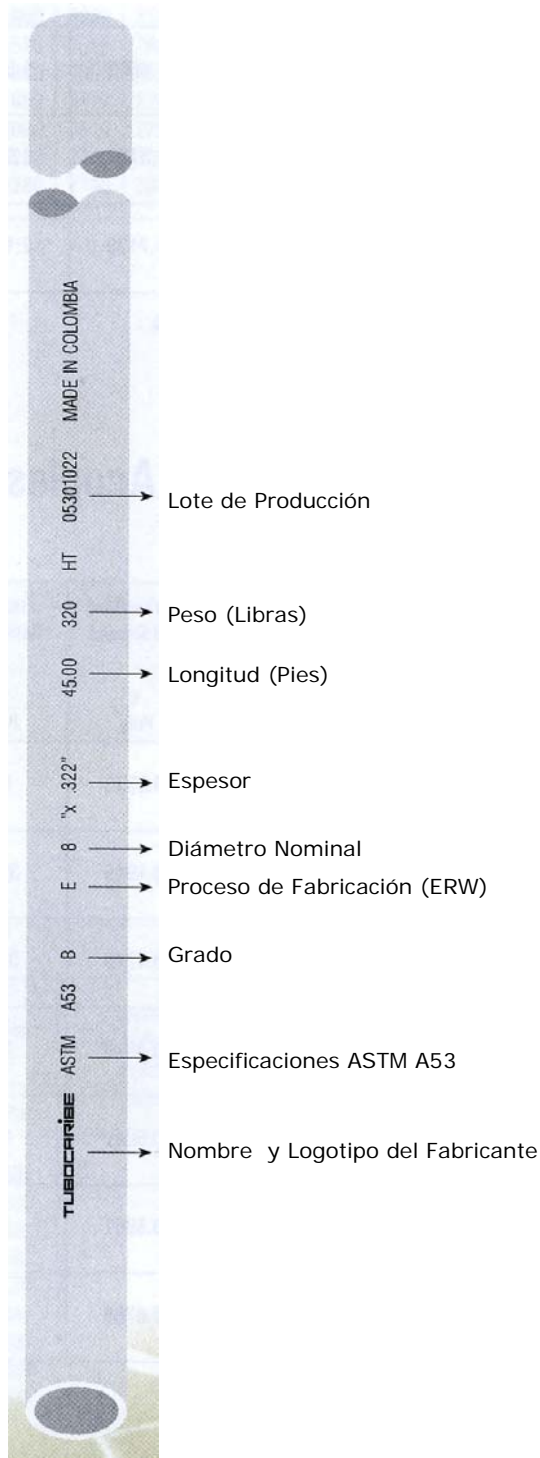 TUBOCARIBE ASTM A53 B E 8 "x .322" 45.00 320 HT 05301022 MADE IN COLOMBIA
Lote de Producción
Peso (Libras)
Longitud (Pies)
Espesor
Diámetro Nominal
Proceso de Fabricación (ERW)
Grado
Especificaciones ASTM A53
Nombre y Logotipo del Fabricante